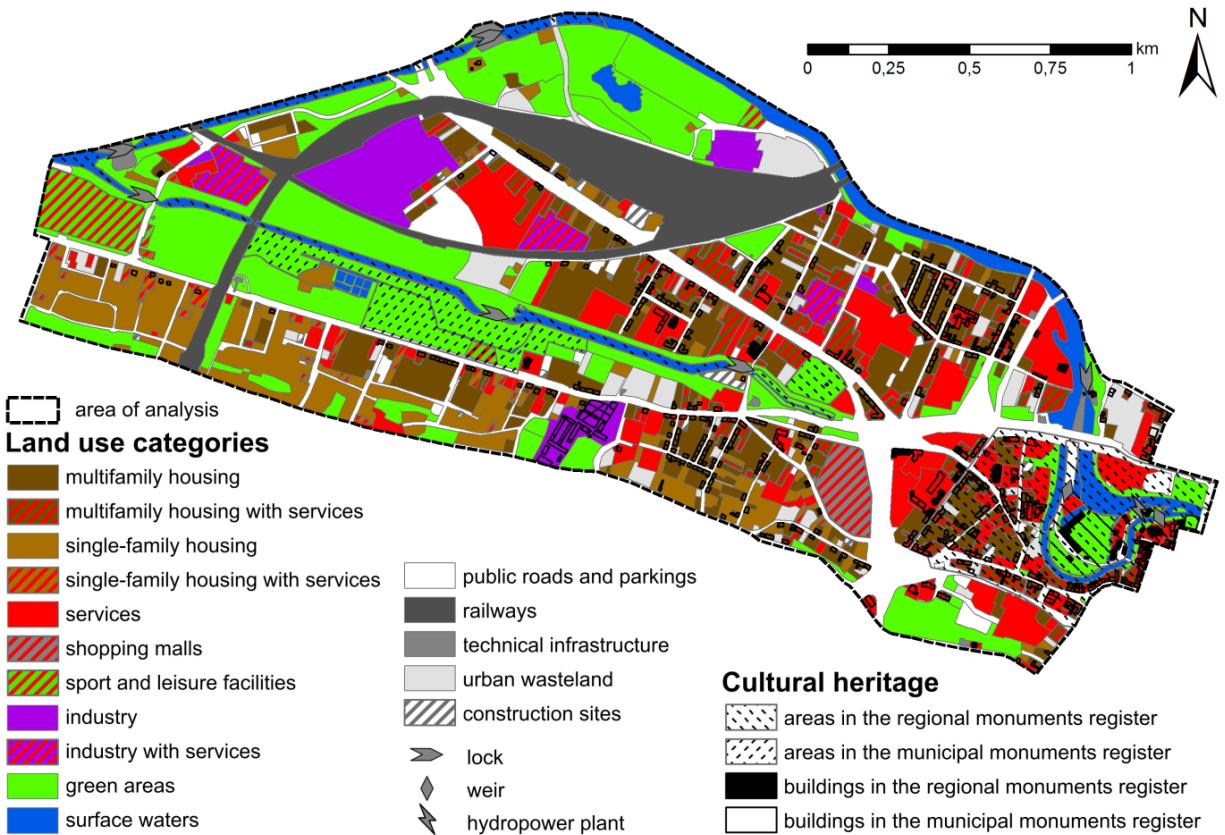 N
km
0
0,25
0,5
0,75
1
area of analysis
Land use categories
multifamily housing
multifamily housing with services
single-family housing
single-family housing with services
services
shopping malls
sport and leisure facilities
industry
industry with services
green areas
surface waters
public roads and parkings
railways
technical infrastructure
urban wasteland
construction sites
lock
weir
hydropower plant
Cultural heritage
areas in the regional monuments register
areas in the municipal monuments register
buildings in the regional monuments register
buildings in the municipal monuments register